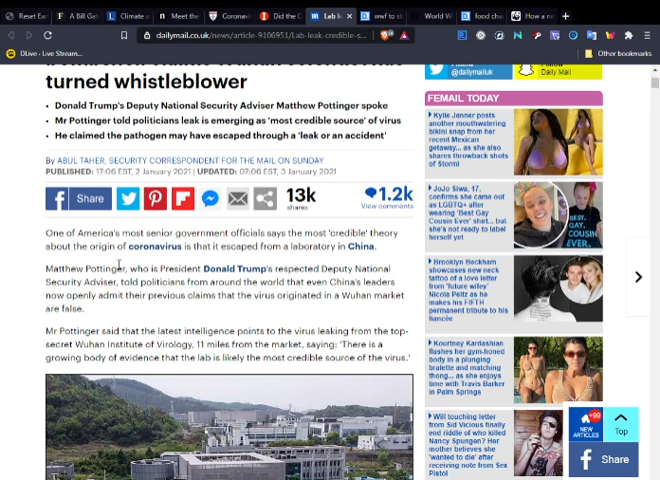 Reset Ear
A Bill Gat
Climate
Meet the
Coronavi
Did the C
Lab l
wwf to
World W
food cha
How a ne
dailymail.co.uk/news/article-9106951/Lab-leak-credible-s...
DLive - Live Stream...
Other bookmarks
turned whistleblower
• Donald Trump's Deputy National Security Adviser Matthew Pottinger spoke
• Mr Pottinger told politicians leak is emerging as 'most credible source' of virus
• He claimed the pathogen may have escaped through a 'leak or an accident'
By ABUL TAHER, SECURITY CORRESPONDENT FOR THE MAIL ON SUNDAY
PUBLISHED: 17:06 EST, 2 January 2021 | UPDATED: 07:06 EST, 3 January 2021
Share
13k
shares
1.2k
View comments
One of America's most senior government officials says the most 'credible' theory
about the origin of coronavirus is that it escaped from a laboratory in China.
Matthew Pottinger, who is President Donald Trump's respected Deputy National
Security Adviser, told politicians from around the world that even China's leaders
now openly admit their previous claims that the virus originated in a Wuhan market
are false.
Mr Pottinger said that the latest intelligence points to the virus leaking from the top-
secret Wuhan Institute of Virology, 11 miles from the market, saying: 'There is a
growing body of evidence that the lab is likely the most credible source of the virus.'
@dailymailuk
Daily Mail
FEMAIL TODAY
Kylie Jenner posts
another mouthwatering
bikini snap from her
recent Mexican
getaway... as she also
shares throwback shots
of Stormi
JoJo Siwa, 17,
confirms she came out
as LGBTQ+ after
wearing 'Best Gay
Cousin Ever' shirt... but
she's not ready to label
herself yet
BEST.
GAY.
COUSIN.
EVER.
Brooklyn Beckham
showcases new neck
tattoo of a love letter
from 'future wifey'
Nicola Peltz as he
makes his FIFTH
permanent tribute to his
fiancée
Kourtney Kardashian
flashes her gym-honed
body in a plunging
bralette and matching
thong... as she enjoys
time with Travis Barker
in Palm Springs
Will touching letter
from Sid Vicious finally
end riddle of who killed
Nancy Spungen? Her
mother believes she
'wanted to die' after
receiving note from Sex
Pistol
+99
NEW
ARTICLES
Top
Share